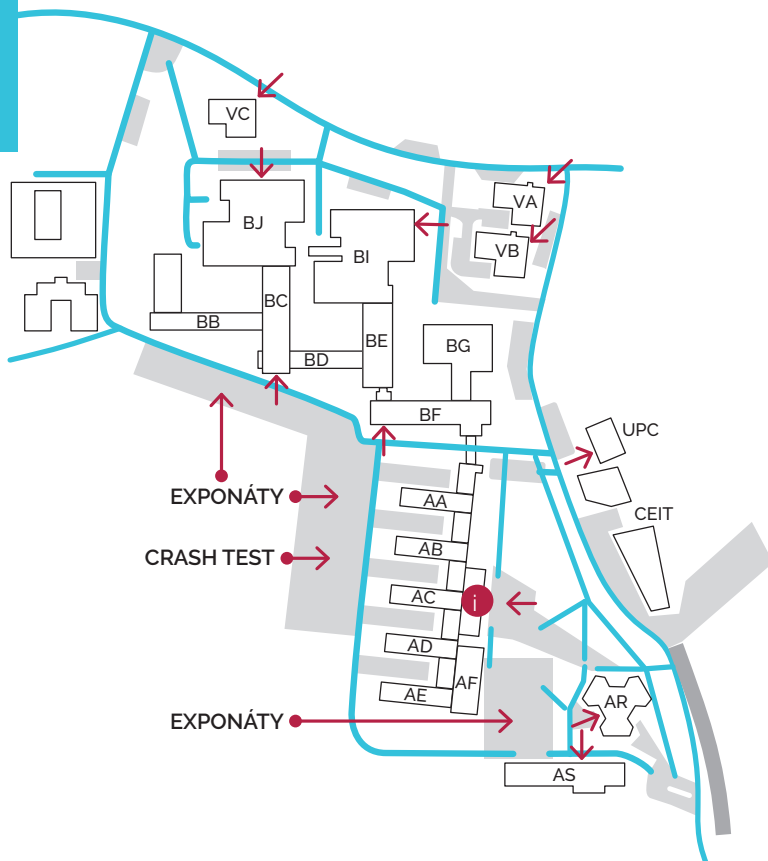 VC
VA
BJ
VB
BI
BC
BB
BE
BG
BD
BF
UPC
EXPONÁTY
AA
CEIT
AB
CRASH TEST
AC
i
AD
AF
AE
AR
EXPONÁTY
AS